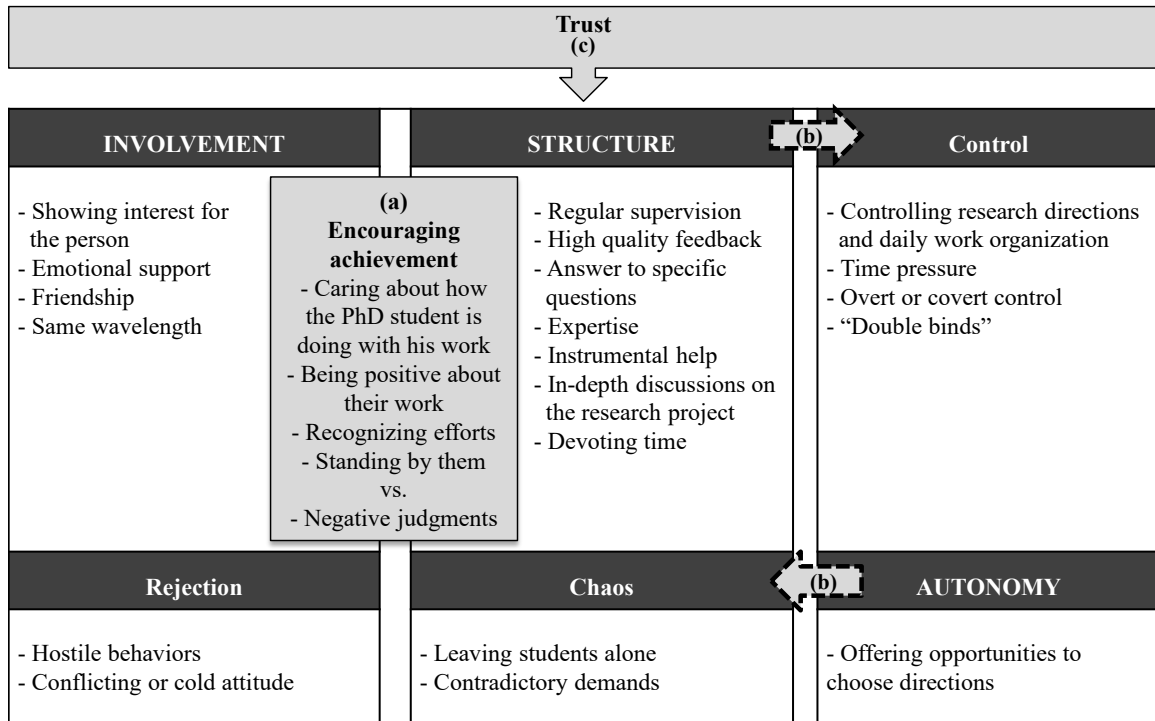 Trust
(c)
INVOLVEMENT
STRUCTURE
(b)
Control
- Showing interest for
the person
- Emotional support
- Friendship
- Same wavelength
(a)
Encouraging
achievement
- Caring about how
the PhD student is
doing with his work
- Being positive about
their work
- Recognizing efforts
- Standing by them
vs.
- Negative judgments
- Regular supervision
- High quality feedback
- Answer to specific
questions
- Expertise
- Instrumental help
- In-depth discussions on
the research project
- Devoting time
- Controlling research directions
and daily work organization
- Time pressure
- Overt or covert control
- “Double binds”
Rejection
Chaos
(b)
AUTONOMY
- Hostile behaviors
- Conflicting or cold attitude
- Leaving students alone
- Contradictory demands
- Offering opportunities to
choose directions